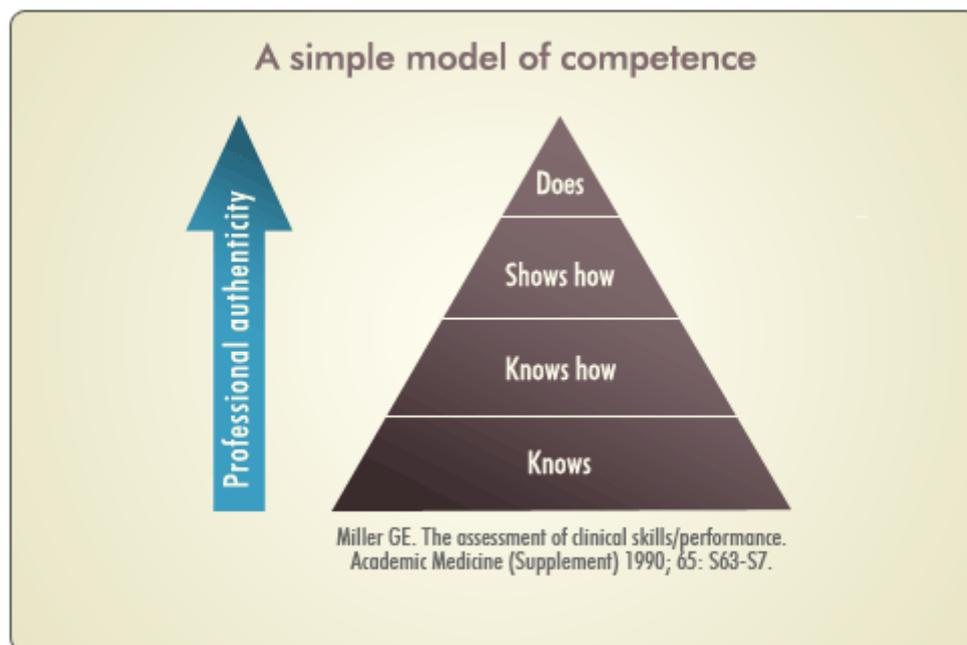 A simple model of competence
Professional authenticity
Does
Shows how
Knows how
Knows
Miller GE. The assessment of clinical skills/performance.
Academic Medicine (Supplement) 1990; 65: S63-S7.